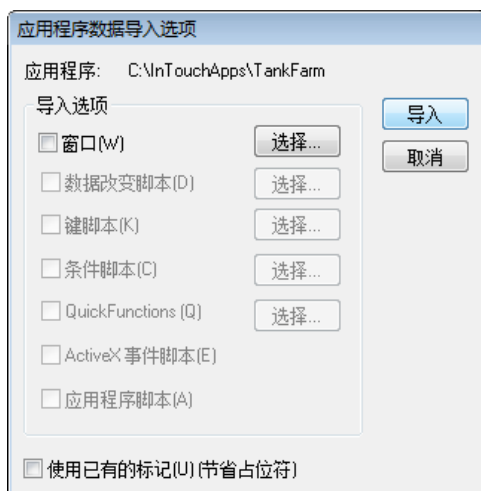 应用程序数据导入选项
应用程序: C:\InTouchApps\TankFarm
导入选项
导入
窗口(W) 选择...
取消
数据改变脚本(D) 选择...
键脚本(K) 选择...
条件脚本(C) 选择...
QuickFunctions (Q) 选择...
ActiveX 事件脚本(E)
应用程序脚本(A)
使用已有的标记(U) (节省占位符)